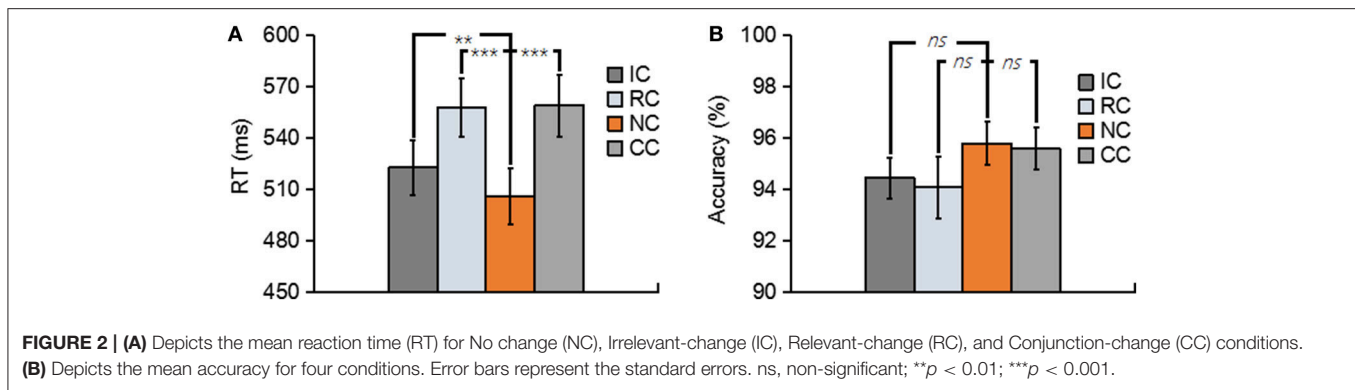 A
600
570
540
510
480
450
RT (ms)
**
*** ***
IC
RC
NC
CC
B
100
98
96
94
92
90
Accuracy (%)
ns
ns ns
IC
RC
NC
CC
FIGURE 2 | (A) Depicts the mean reaction time (RT) for No change (NC), Irrelevant-change (IC), Relevant-change (RC), and Conjunction-change (CC) conditions.
(B) Depicts the mean accuracy for four conditions. Error bars represent the standard errors. ns, non-significant; **p < 0.01; ***p < 0.001.